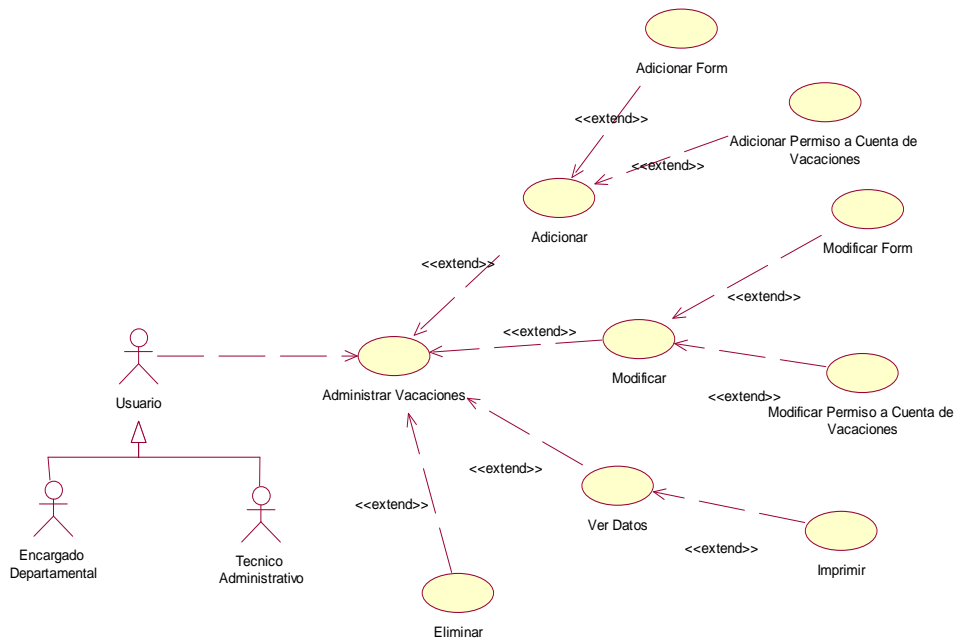 Adicionar Form
<<extend>>
Adicionar Permiso a Cuenta de
Vacaciones
<<extend>>
Adicionar
Modificar Form
<<extend>>
<<extend>>
<<extend>>
Usuario
Administrar Vacaciones
Modificar
<<extend>>
Modificar Permiso a Cuenta de
Vacaciones
<<extend>>
<<extend>>
Ver Datos
<<extend>>
Encargado
Departamental
Tecnico
Administrativo
Imprimir
Eliminar